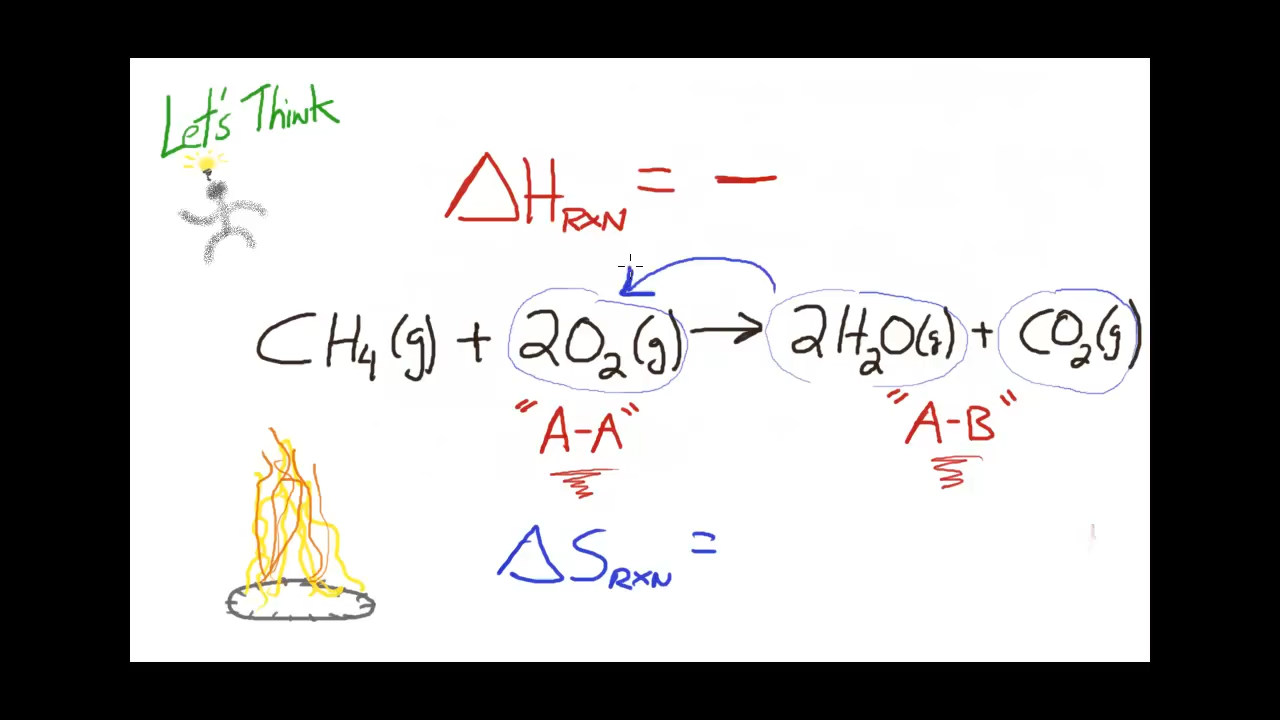 Let's Think
ΔH_RXN = −
CH₄(g) + 2O₂(g) → 2H₂O(g) + CO₂(g)
"A-A" "A-B"
ΔS_RXN =